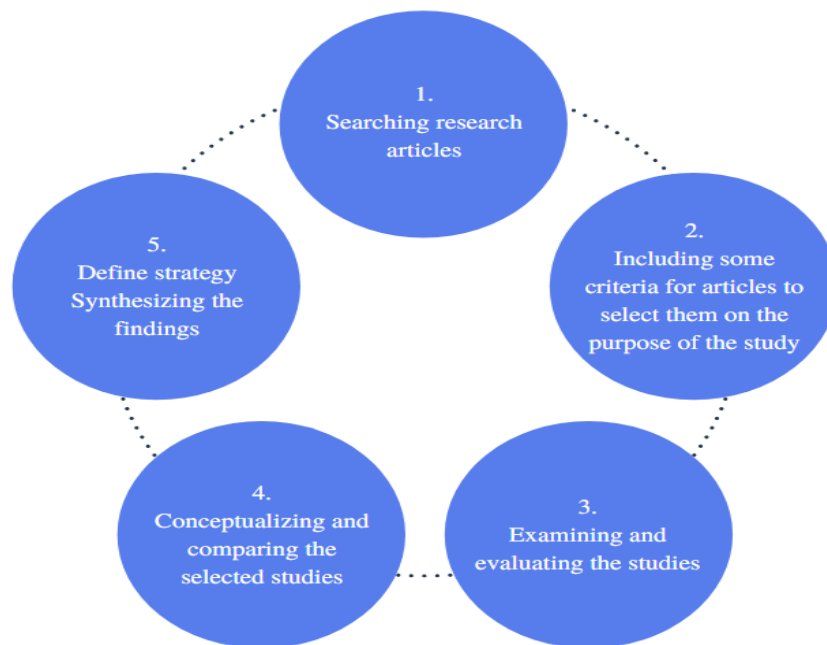 1.
Searching research
articles
2.
Including some
criteria for articles to
select them on the
purpose of the study
3.
Examining and
evaluating the studies
4.
Conceptualizing and
comparing the
selected studies
5.
Define strategy
Synthesizing the
findings